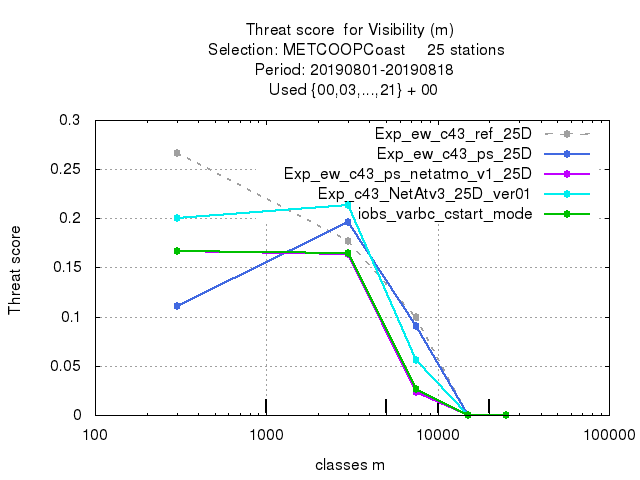 Threat score  for Visibility (m)
Selection: METCOOPCoast     25 stations
Period: 20190801-20190818
Used {00,03,...,21} + 00
0.3
0.25
0.2
0.15
0.1
0.05
0
Threat score
Exp_ew_c43_ref_25D
Exp_ew_c43_ps_25D
Exp_ew_c43_ps_netatmo_v1_25D
Exp_c43_NetAtv3_25D_ver01
iobs_varbc_cstart_mode
100 1000 10000 100000
classes m